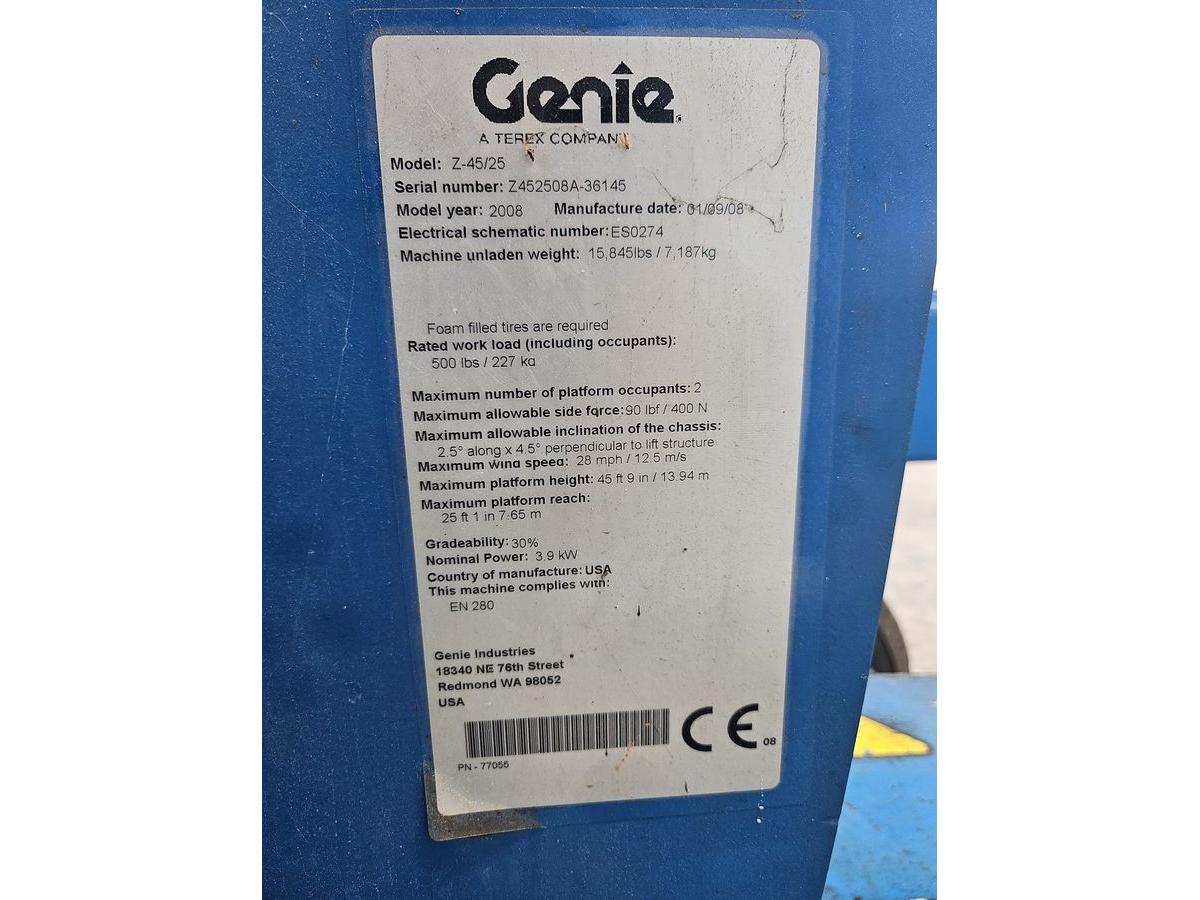 Genie
A TEREX COMPANY
Model: Z-45/25
Serial number: Z452508A-36145
Model year: 2008 Manufacture date: 01/09/08
Electrical schematic number: ES0274
Machine unladen weight: 15,845lbs / 7,187kg
Foam filled tires are required
Rated work load (including occupants):
500 lbs / 227 kg
Maximum number of platform occupants: 2
Maximum allowable side force: 90 lbf / 400 N
Maximum allowable inclination of the chassis:
2.5° along x 4.5° perpendicular to lift structure
Maximum wind speed: 28 mph / 12.5 m/s
Maximum platform height: 45 ft 9 in / 13.94 m
Maximum platform reach:
25 ft 1 in 7.65 m
Gradeability: 30%
Nominal Power: 3.9 kW
Country of manufacture: USA
This machine complies with:
EN 280
Genie Industries
18340 NE 76th Street
Redmond WA 98052
USA
CE 08
PN - 77055